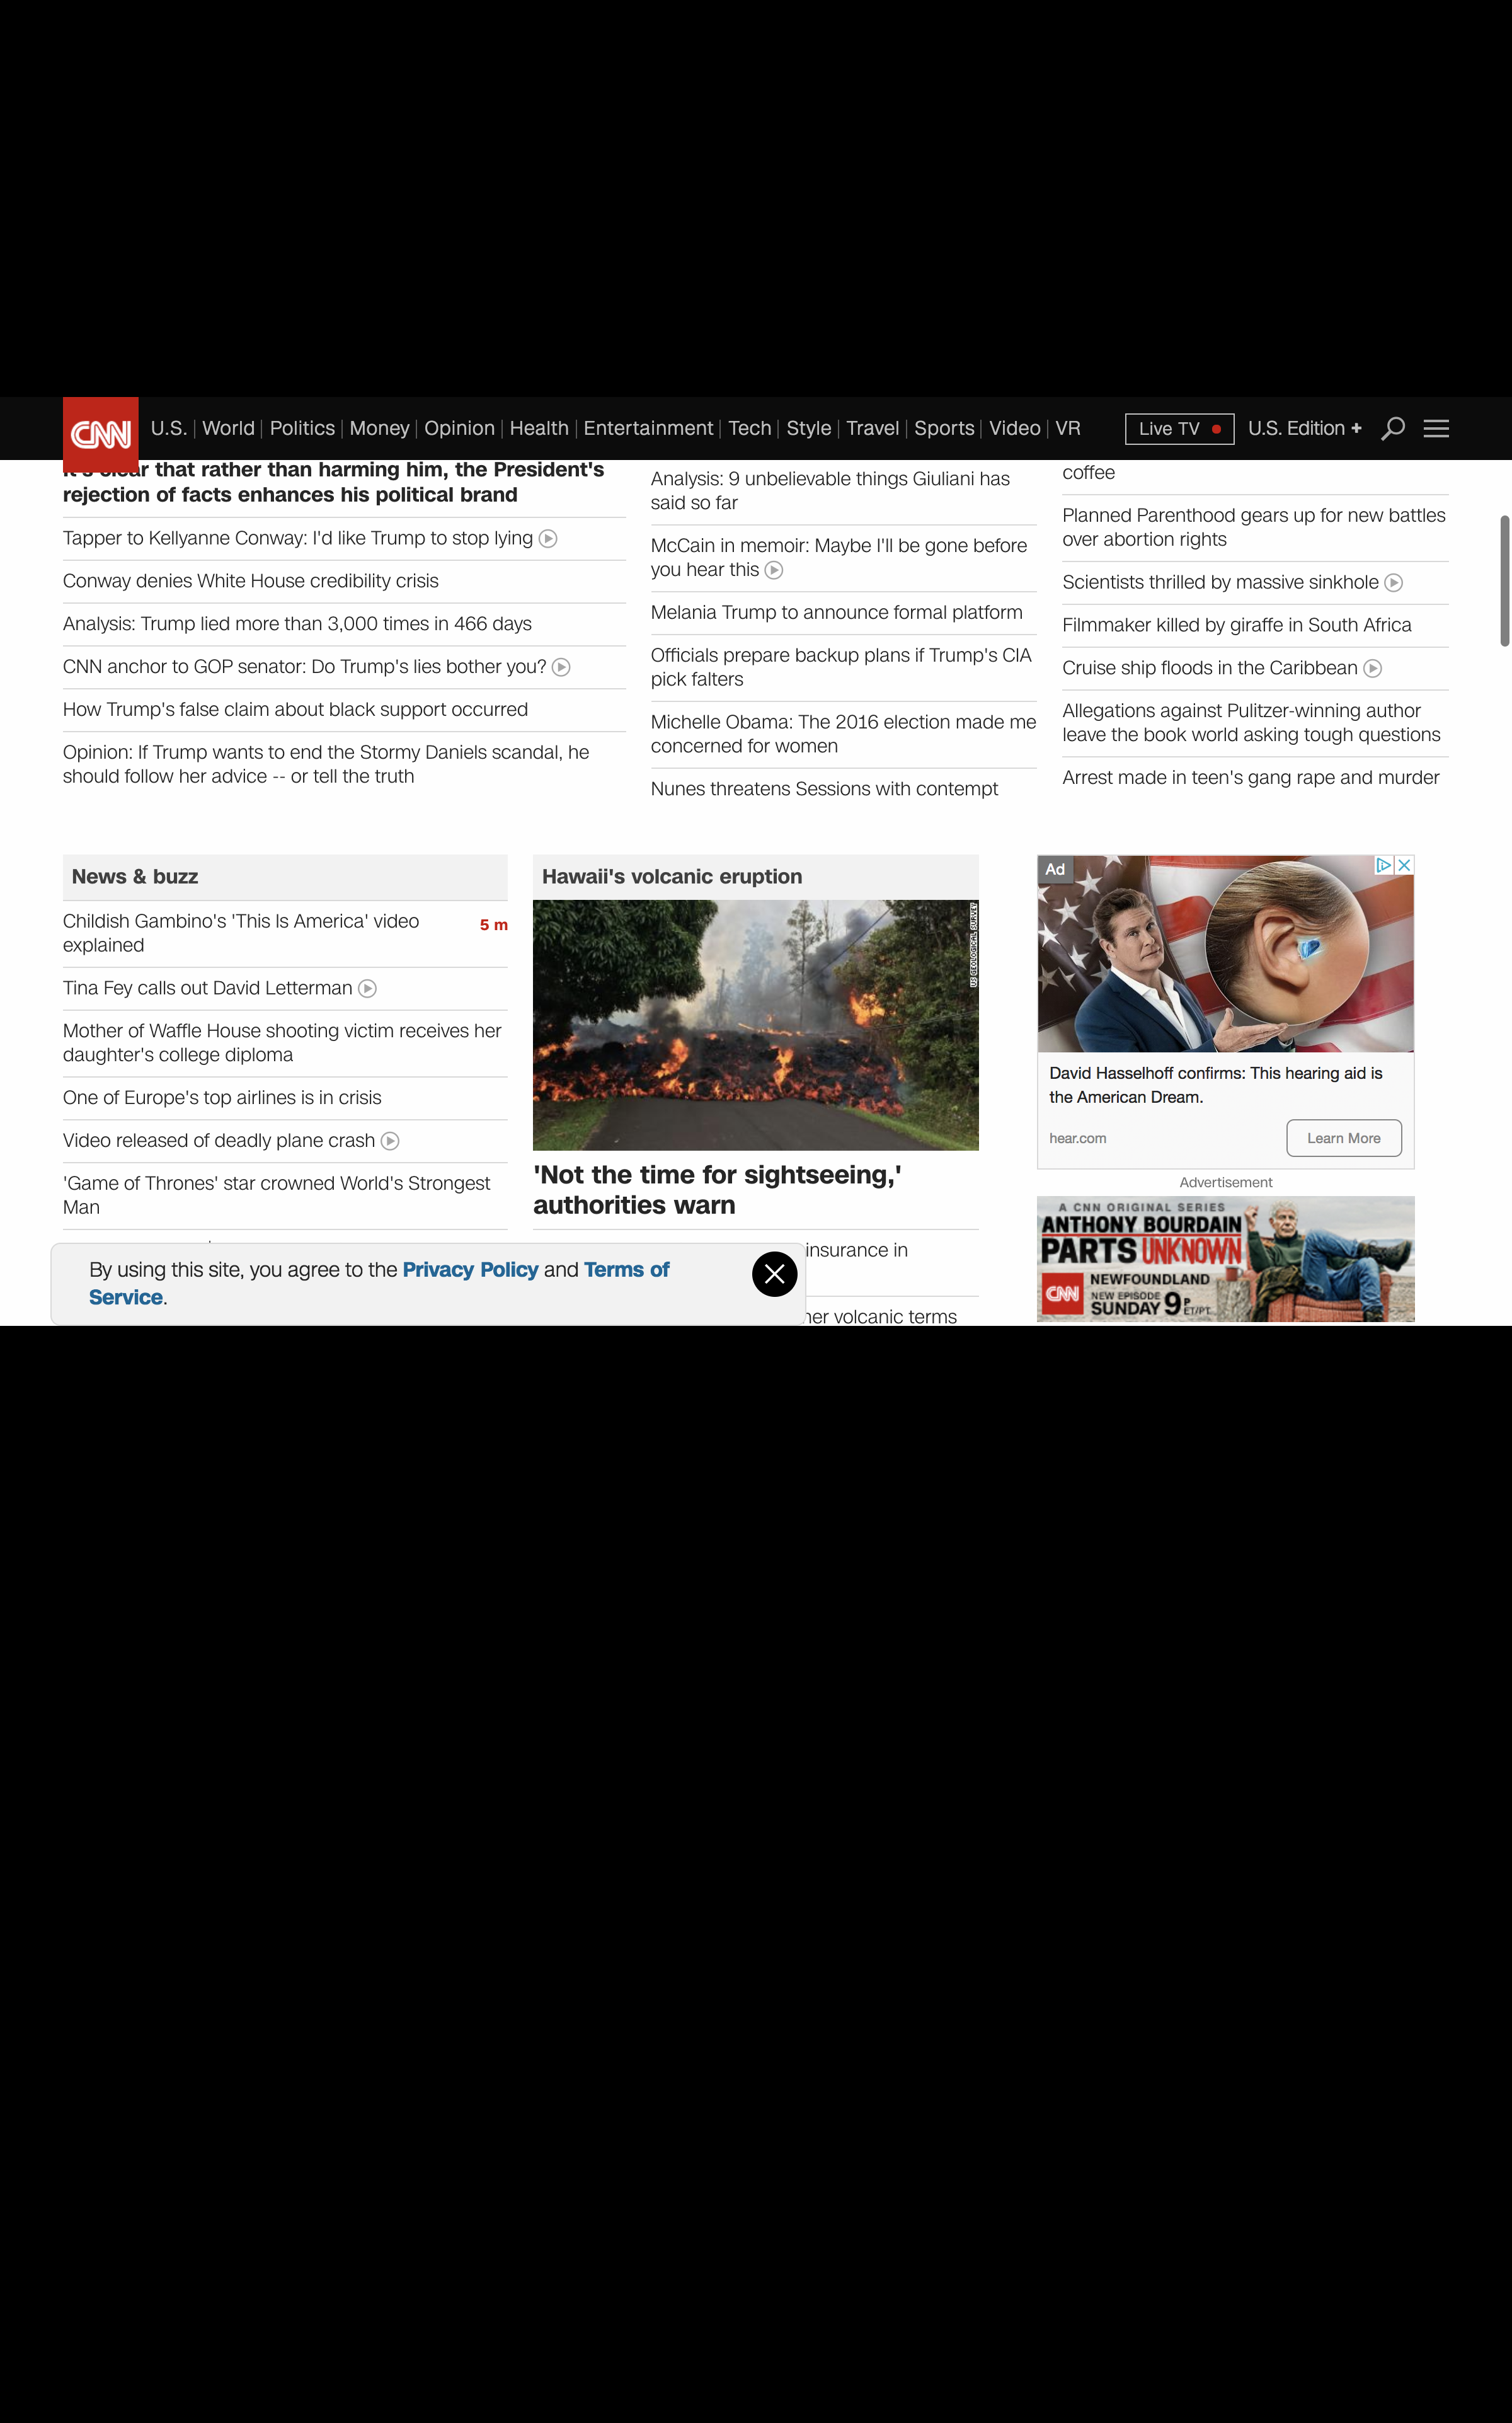 CNN
U.S.
World
Politics
Money
Opinion
Health
Entertainment
Tech
Style
Travel
Sports
Video
VR
Live TV
U.S. Edition +
that rather than harming him, the President's
rejection of facts enhances his political brand
Tapper to Kellyanne Conway: I'd like Trump to stop lying
Conway denies White House credibility crisis
Analysis: Trump lied more than 3,000 times in 466 days
CNN anchor to GOP senator: Do Trump's lies bother you?
How Trump's false claim about black support occurred
Opinion: If Trump wants to end the Stormy Daniels scandal, he
should follow her advice -- or tell the truth
Analysis: 9 unbelievable things Giuliani has
said so far
McCain in memoir: Maybe I'll be gone before
you hear this
Melania Trump to announce formal platform
Officials prepare backup plans if Trump's CIA
pick falters
Michelle Obama: The 2016 election made me
concerned for women
Nunes threatens Sessions with contempt
coffee
Planned Parenthood gears up for new battles
over abortion rights
Scientists thrilled by massive sinkhole
Filmmaker killed by giraffe in South Africa
Cruise ship floods in the Caribbean
Allegations against Pulitzer-winning author
leave the book world asking tough questions
Arrest made in teen's gang rape and murder
News & buzz
Childish Gambino's 'This Is America' video
explained
5 m
Tina Fey calls out David Letterman
Mother of Waffle House shooting victim receives her
daughter's college diploma
One of Europe's top airlines is in crisis
Video released of deadly plane crash
'Game of Thrones' star crowned World's Strongest
Man
Hawaii's volcanic eruption
US GEOLOGICAL SURVEY
'Not the time for sightseeing,'
authorities warn
insurance in
volcanic terms
Ad
David Hasselhoff confirms: This hearing aid is
the American Dream.
hear.com
Learn More
Advertisement
A CNN ORIGINAL SERIES
ANTHONY BOURDAIN
PARTS UNKNOWN
CNN
NEWFOUNDLAND
NEW EPISODE
SUNDAY 9P
ET/PT
By using this site, you agree to the Privacy Policy and Terms of
Service.